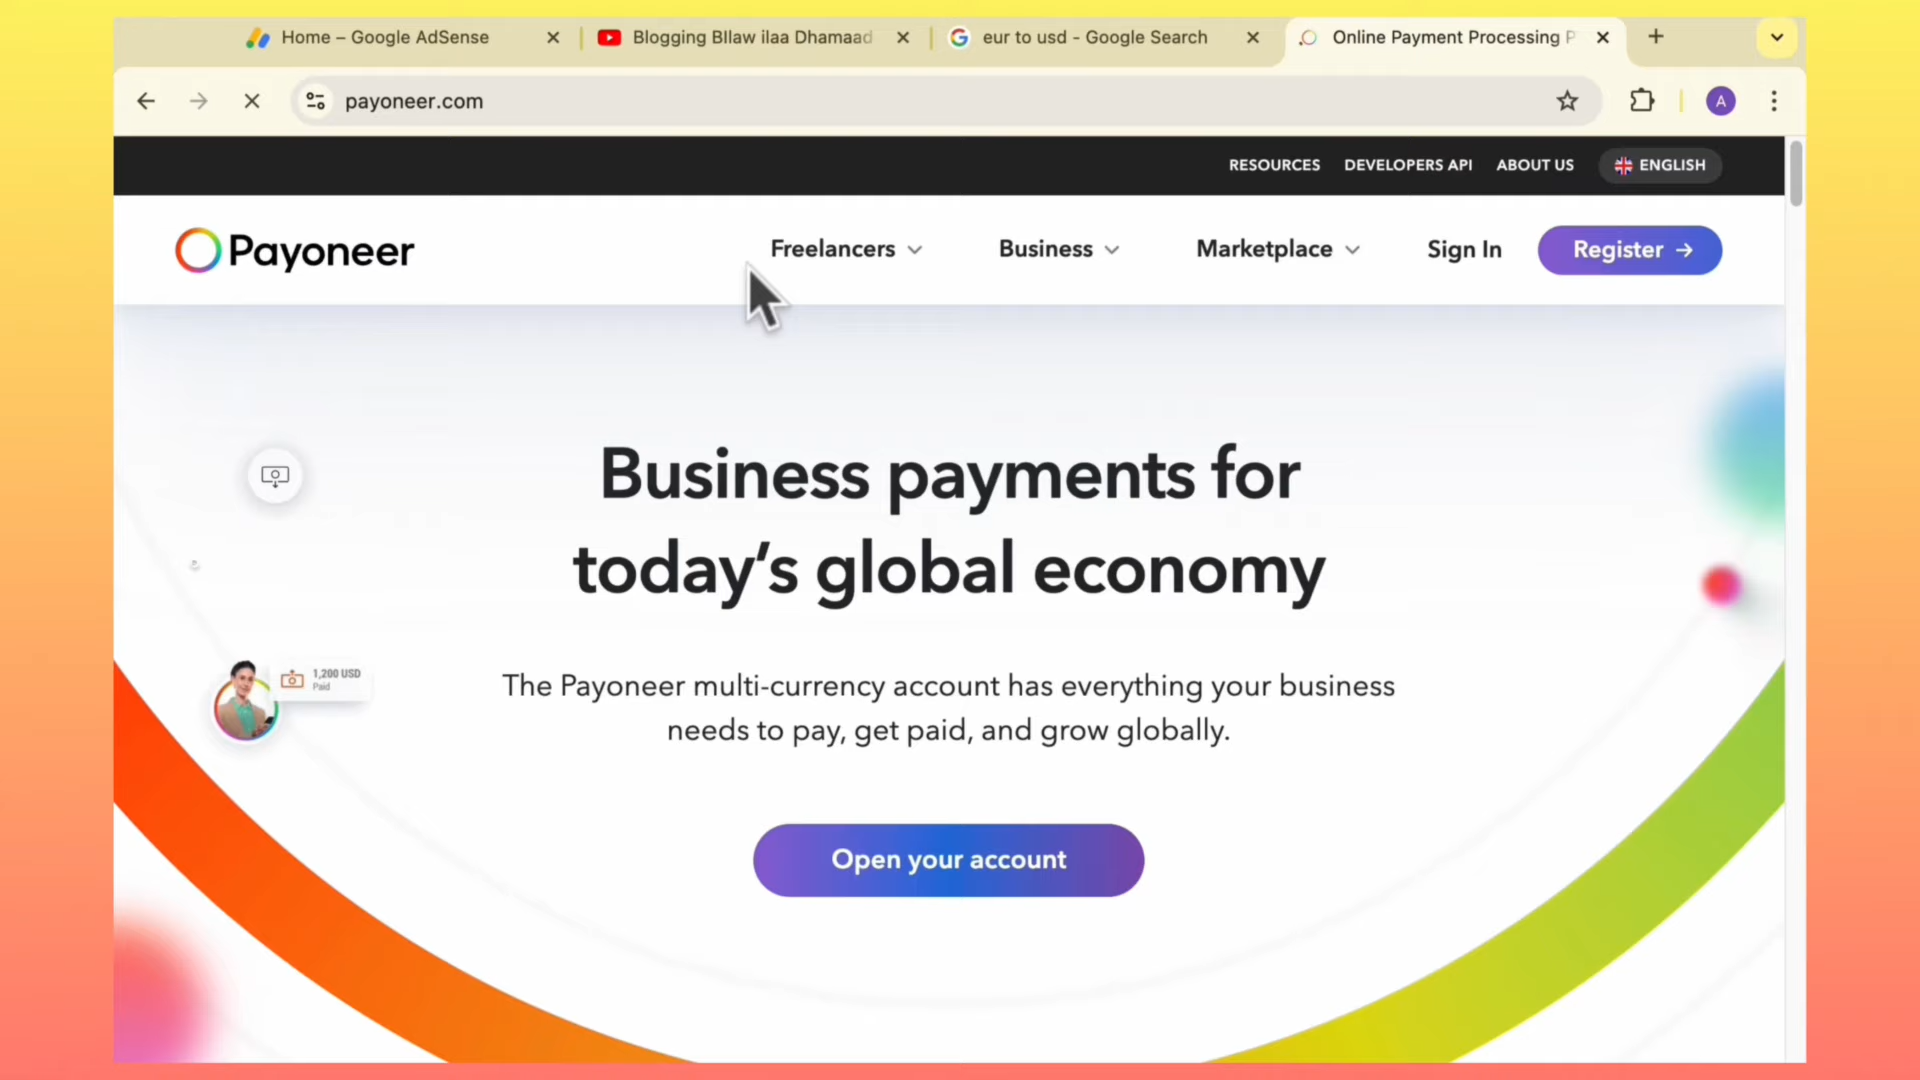 Home – Google AdSense
Blogging Bllaw ilaa Dhamaad
eur to usd - Google Search
Online Payment Processing P
payoneer.com
A
RESOURCES
DEVELOPERS API
ABOUT US
ENGLISH
Payoneer
Freelancers
Business
Marketplace
Sign In
Register →
Business payments for
today’s global economy
1,200 USD
Paid
The Payoneer multi-currency account has everything your business
needs to pay, get paid, and grow globally.
Open your account